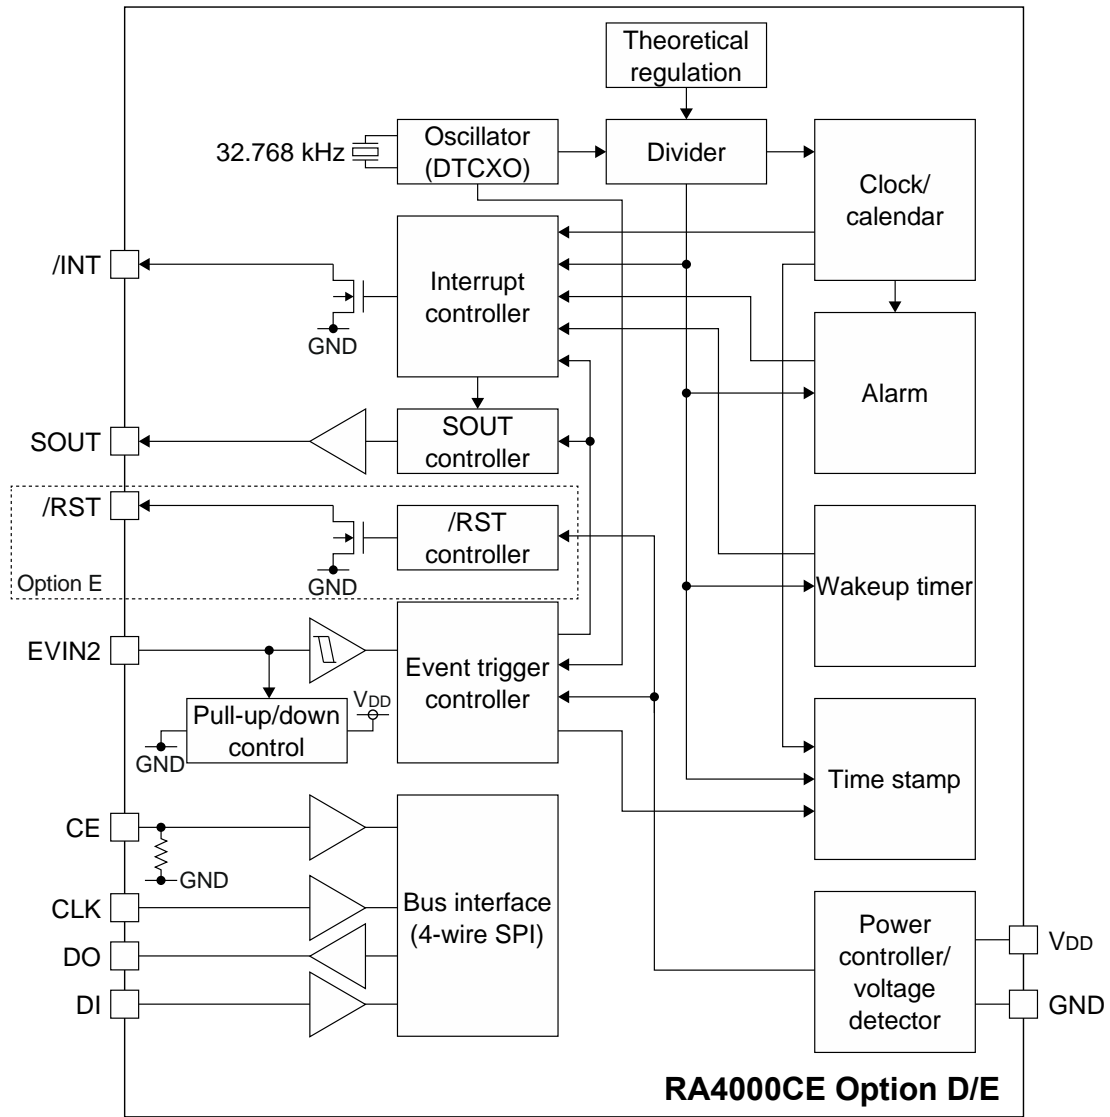 Theoretical
regulation
32.768 kHz
Oscillator
(DTCXO)
Divider
Clock/
calendar
/INT
Interrupt
controller
GND
Alarm
SOUT
SOUT
controller
/RST
/RST
controller
GND
Option E
Wakeup timer
EVIN2
Event trigger
controller
VDD
Pull-up/down
control
GND
Time stamp
CE
GND
CLK
Bus interface
(4-wire SPI)
DO
DI
Power
controller/
voltage
detector
VDD
GND
RA4000CE Option D/E